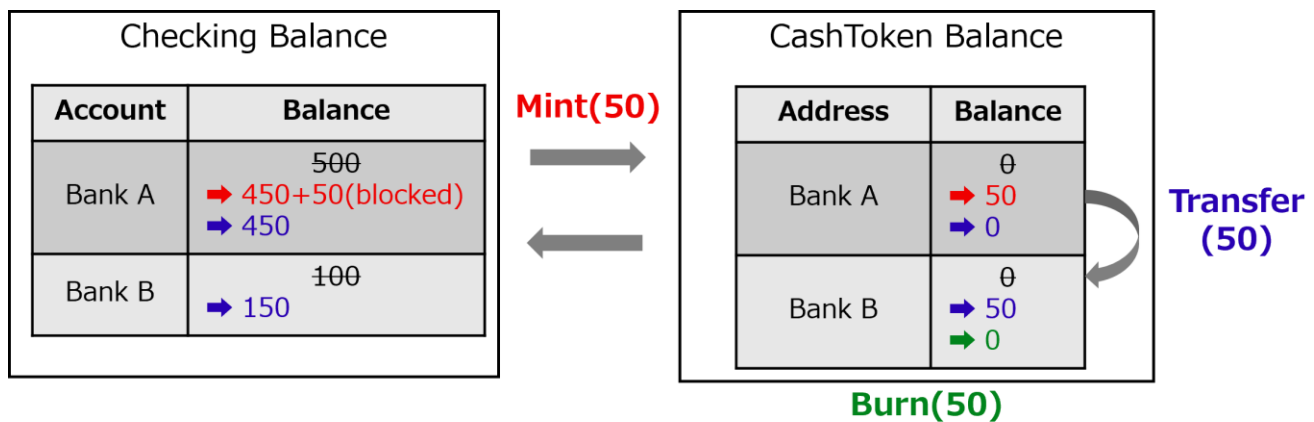 Checking Balance
Account Balance
Bank A
500
➡ 450+50(blocked)
➡ 450
Bank B
100
➡ 150
Mint(50)
CashToken Balance
Address Balance
Bank A
0
➡ 50
➡ 0
Bank B
0
➡ 50
➡ 0
Transfer
(50)
Burn(50)